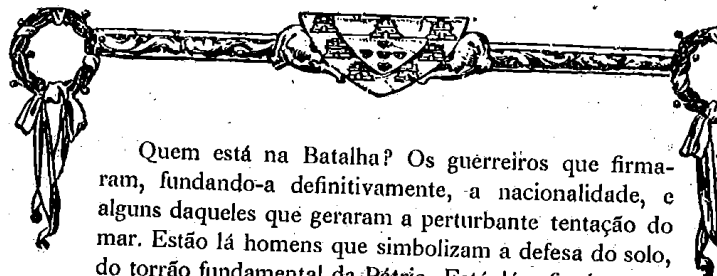 Quem está na Batalha? Os guerreiros que firma-
ram, fundando-a definitivamente, a nacionalidade, e
alguns daqueles que geraram a perturbante tentação do
mar. Estão lá homens que simbolizam a defesa do solo,
do torrão fundamental da Pátria.